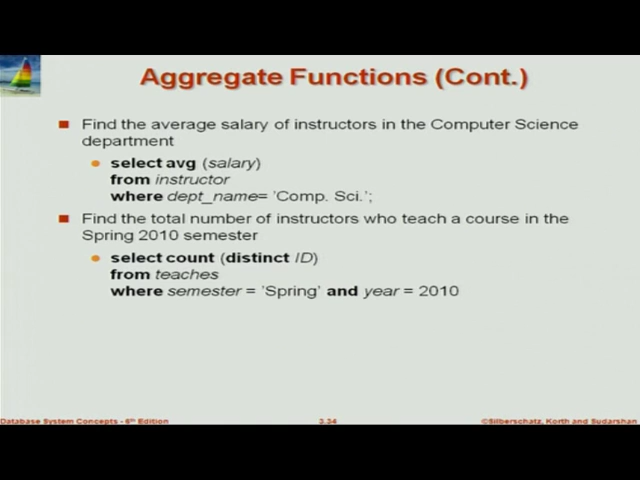 Aggregate Functions (Cont.)
Find the average salary of instructors in the Computer Science
department
select avg (salary)
from instructor
where dept_name= ’Comp. Sci.’;
Find the total number of instructors who teach a course in the
Spring 2010 semester
select count (distinct ID)
from teaches
where semester = ’Spring’ and year = 2010
Database System Concepts - 6th Edition
3.34
©Silberschatz, Korth and Sudarshan